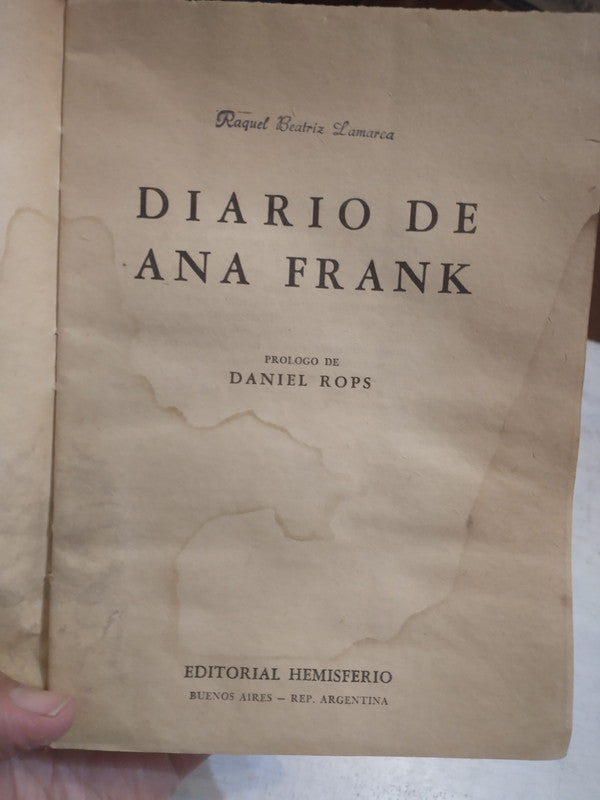 Raquel Beatriz Lamarca
DIARIO DE
ANA FRANK
PROLOGO DE
DANIEL ROPS
EDITORIAL HEMISFERIO
BUENOS AIRES — REP. ARGENTINA